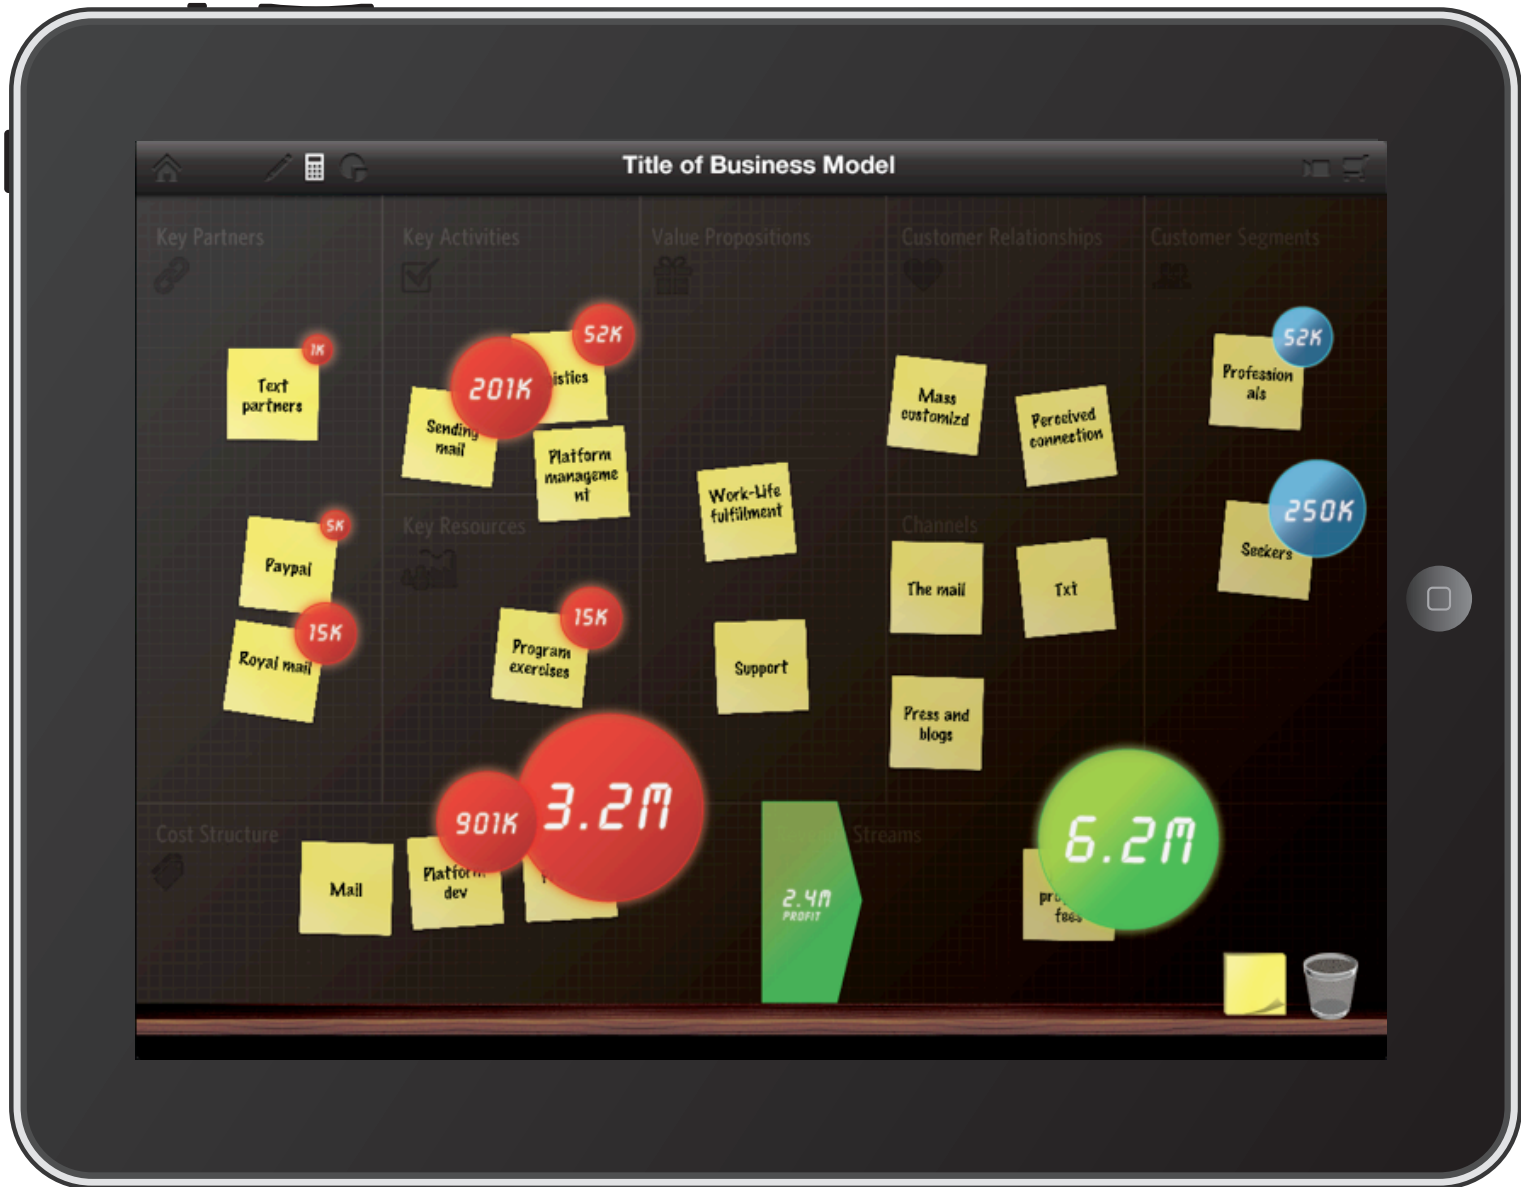 Title of Business Model
Key Partners
Key Activities
Value Propositions
Customer Relationships
Customer Segments
1K
Text
partners
5K
Paypal
15K
Royal mail
52K
istics
201K
Sending
mail
Platform
manageme
nt
Key Resources
15K
Program
exercises
Work-Life
fulfillment
Support
Mass
customizd
Perceived
connection
Channels
The mail
Txt
Press and
blogs
52K
Profession
als
250K
Seekers
Cost Structure
Mail
901K
Platform
dev
3.2M
2.4M
PROFIT
Streams
6.2M
fees